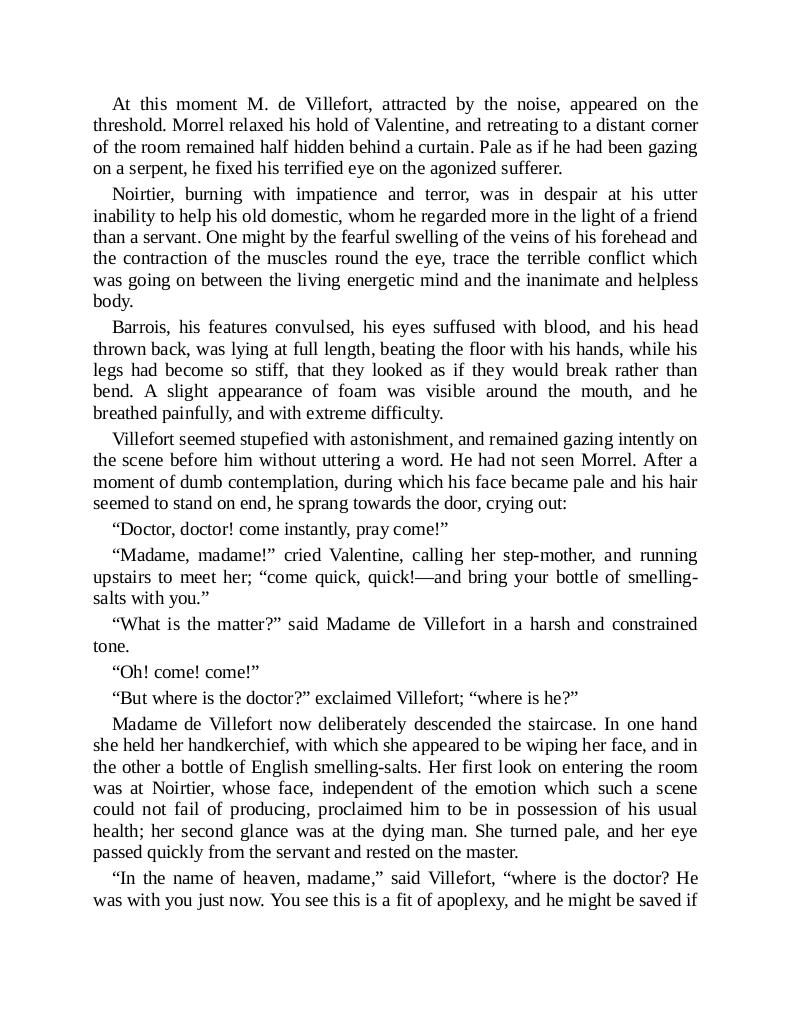 At this moment M. de Villefort, attracted by the noise, appeared on the
threshold. Morrel relaxed his hold of Valentine, and retreating to a distant corner
of the room remained half hidden behind a curtain. Pale as if he had been gazing
on a serpent, he fixed his terrified eye on the agonized sufferer.
Noirtier, burning with impatience and terror, was in despair at his utter
inability to help his old domestic, whom he regarded more in the light of a friend
than a servant. One might by the fearful swelling of the veins of his forehead and
the contraction of the muscles round the eye, trace the terrible conflict which
was going on between the living energetic mind and the inanimate and helpless
body.
Barrois, his features convulsed, his eyes suffused with blood, and his head
thrown back, was lying at full length, beating the floor with his hands, while his
legs had become so stiff, that they looked as if they would break rather than
bend. A slight appearance of foam was visible around the mouth, and he
breathed painfully, and with extreme difficulty.
Villefort seemed stupefied with astonishment, and remained gazing intently on
the scene before him without uttering a word. He had not seen Morrel. After a
moment of dumb contemplation, during which his face became pale and his hair
seemed to stand on end, he sprang towards the door, crying out:
“Doctor, doctor! come instantly, pray come!”
“Madame, madame!” cried Valentine, calling her step-mother, and running
upstairs to meet her; “come quick, quick!—and bring your bottle of smelling-
salts with you.”
“What is the matter?” said Madame de Villefort in a harsh and constrained
tone.
“Oh! come! come!”
“But where is the doctor?” exclaimed Villefort; “where is he?”
Madame de Villefort now deliberately descended the staircase. In one hand
she held her handkerchief, with which she appeared to be wiping her face, and in
the other a bottle of English smelling-salts. Her first look on entering the room
was at Noirtier, whose face, independent of the emotion which such a scene
could not fail of producing, proclaimed him to be in possession of his usual
health; her second glance was at the dying man. She turned pale, and her eye
passed quickly from the servant and rested on the master.
“In the name of heaven, madame,” said Villefort, “where is the doctor? He
was with you just now. You see this is a fit of apoplexy, and he might be saved if